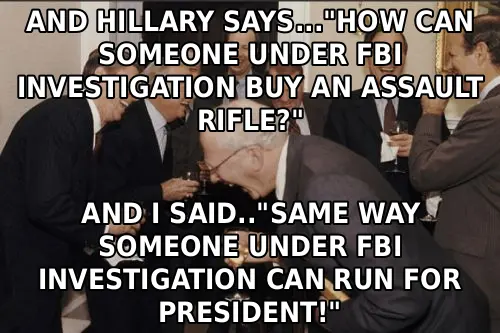 AND HILLARY SAYS..."HOW CAN
SOMEONE UNDER FBI
INVESTIGATION BUY AN ASSAULT
RIFLE?"
AND I SAID.."SAME WAY
SOMEONE UNDER FBI
INVESTIGATION CAN RUN FOR
PRESIDENT!"